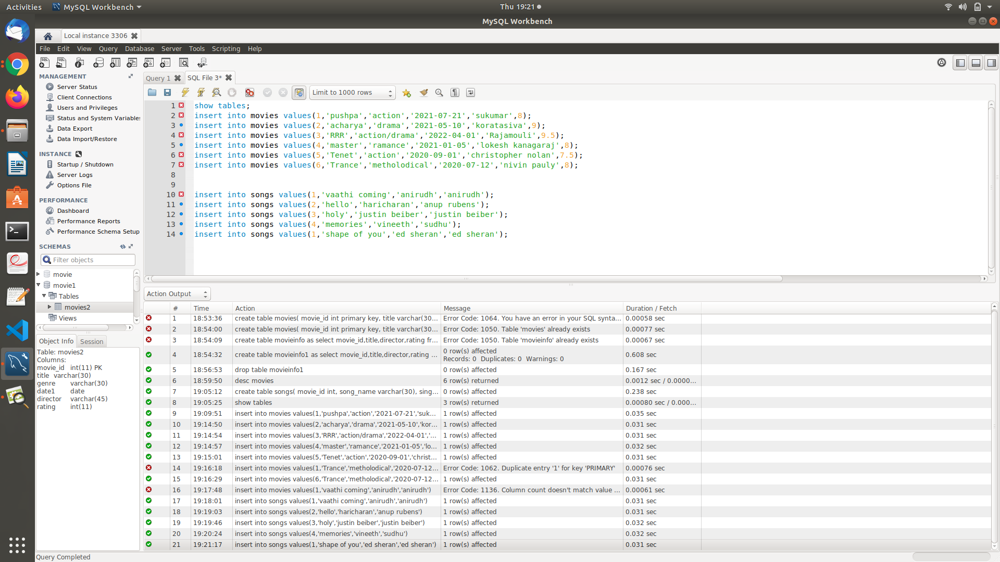 Activities
MySQL Workbench
Thu 19:21
MySQL Workbench
Local instance 3306
File Edit View Query Database Server Tools Scripting Help
MANAGEMENT
Server Status
Client Connections
Users and Privileges
Status and System Variables
Data Export
Data Import/Restore
INSTANCE
Startup / Shutdown
Server Logs
Options File
PERFORMANCE
Dashboard
Performance Reports
Performance Schema Setup
SCHEMAS
Filter objects
movie
movie1
Tables
movies2
Views
Object Info Session
Table: movies2
Columns:
movie_id int(11) PK
title varchar(30)
genre varchar(30)
date1 date
director varchar(45)
rating int(11)
Query 1 SQL File 3*
Limit to 1000 rows
1 show tables;
2 insert into movies values(1,'pushpa','action','2021-07-21','sukumar',8);
3 insert into movies values(2,'acharya','drama','2021-05-10','koratasiva',9);
4 insert into movies values(3,'RRR','action/drama','2022-04-01','Rajamouli',9.5);
5 insert into movies values(4,'master','ramance','2021-01-05','lokesh kanagaraj',8);
6 insert into movies values(5,'Tenet','action','2020-09-01','christopher nolan',7.5);
7 insert into movies values(6,'Trance','metholodical','2020-07-12','nivin pauly',8);
8
9
10 insert into songs values(1,'vaathi coming','anirudh','anirudh');
11 insert into songs values(2,'hello','haricharan','anup rubens');
12 insert into songs values(3,'holy','justin beiber','justin beiber');
13 insert into songs values(4,'memories','vineeth','sudhu');
14 insert into songs values(1,'shape of you','ed sheran','ed sheran');
Action Output
# Time Action Message Duration / Fetch
1 18:53:36 create table movies( movie_id int primary key, title varchar(30... Error Code: 1064. You have an error in your SQL synta... 0.00058 sec
2 18:54:00 create table movies( movie_id int primary key, title varchar(30... Error Code: 1050. Table 'movies' already exists 0.00077 sec
3 18:54:09 create table movieinfo as select movie_id,title,director,rating fr... Error Code: 1050. Table 'movieinfo' already exists 0.00067 sec
4 18:54:32 create table movieinfo1 as select movie_id,title,director,rating ... 0 row(s) affected 0.608 sec
Records: 0 Duplicates: 0 Warnings: 0
5 18:56:53 drop table movieinfo1 0 row(s) affected 0.167 sec
6 18:59:50 desc movies 6 row(s) returned 0.0012 sec / 0.0000...
7 19:05:12 create table songs( movie_id int, song_name varchar(30), sing... 0 row(s) affected 0.238 sec
8 19:05:25 show tables 3 row(s) returned 0.00080 sec / 0.000...
9 19:09:51 insert into movies values(1,'pushpa','action','2021-07-21','suk... 1 row(s) affected 0.035 sec
10 19:14:50 insert into movies values(2,'acharya','drama','2021-05-10','kor... 1 row(s) affected 0.031 sec
11 19:14:54 insert into movies values(3,'RRR','action/drama','2022-04-01','... 1 row(s) affected 0.031 sec
12 19:14:57 insert into movies values(4,'master','ramance','2021-01-05','lo... 1 row(s) affected 0.032 sec
13 19:15:01 insert into movies values(5,'Tenet','action','2020-09-01','christ... 1 row(s) affected 0.031 sec
14 19:16:18 insert into movies values(1,'Trance','metholodical','2020-07-12... Error Code: 1062. Duplicate entry '1' for key 'PRIMARY' 0.00076 sec
15 19:16:29 insert into movies values(6,'Trance','metholodical','2020-07-12... 1 row(s) affected 0.031 sec
16 19:17:48 insert into movies values(1,'vaathi coming','anirudh','anirudh') Error Code: 1136. Column count doesn't match value ... 0.00061 sec
17 19:18:01 insert into songs values(1,'vaathi coming','anirudh','anirudh') 1 row(s) affected 0.031 sec
18 19:19:03 insert into songs values(2,'hello','haricharan','anup rubens') 1 row(s) affected 0.031 sec
19 19:19:46 insert into songs values(3,'holy','justin beiber','justin beiber') 1 row(s) affected 0.032 sec
20 19:20:24 insert into songs values(4,'memories','vineeth','sudhu') 1 row(s) affected 0.032 sec
21 19:21:17 insert into songs values(1,'shape of you','ed sheran','ed sheran') 1 row(s) affected 0.031 sec
Query Completed